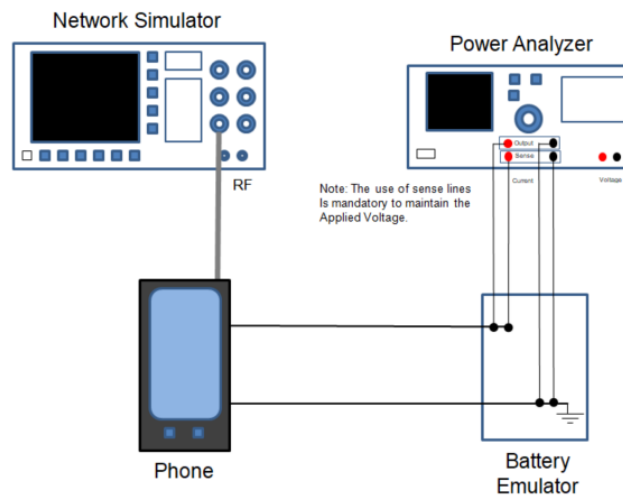 Network Simulator
Power Analyzer
Output
Sense
RF
Current
Voltage
Note: The use of sense lines
Is mandatory to maintain the
Applied Voltage.
Phone
Battery
Emulator